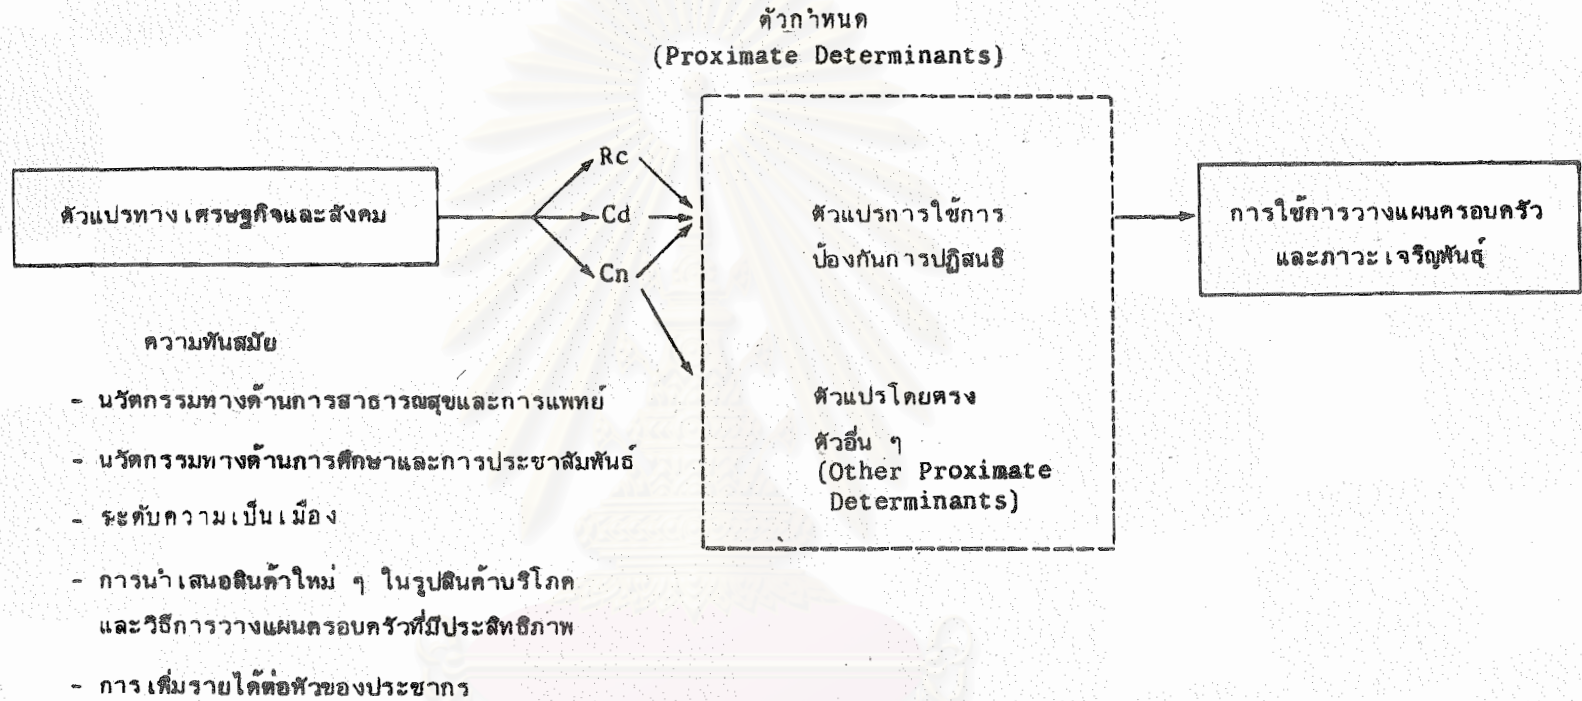 ตัวกำหนด
(Proximate Determinants)
ตัวแปรทางเศรษฐกิจและสังคม
Rc
Cd
Cn
ตัวแปรการใช้การ
ป้องกันการปฏิสนธิ
การใช้การวางแผนครอบครัว
และภาวะเจริญพันธุ์
ความทันสมัย
- นวัตกรรมทางด้านการสาธารณสุขและการแพทย์
- นวัตกรรมทางด้านการศึกษาและการประชาสัมพันธ์
- ระดับความเป็นเมือง
- การนำเสนอสินค้าใหม่ ๆ ในรูปสินค้าบริโภค
และวิธีการวางแผนครอบครัวที่มีประสิทธิภาพ
- การเพิ่มรายได้ต่อหัวของประชากร
ตัวแปรโดยตรง
ตัวอื่น ๆ
(Other Proximate
Determinants)